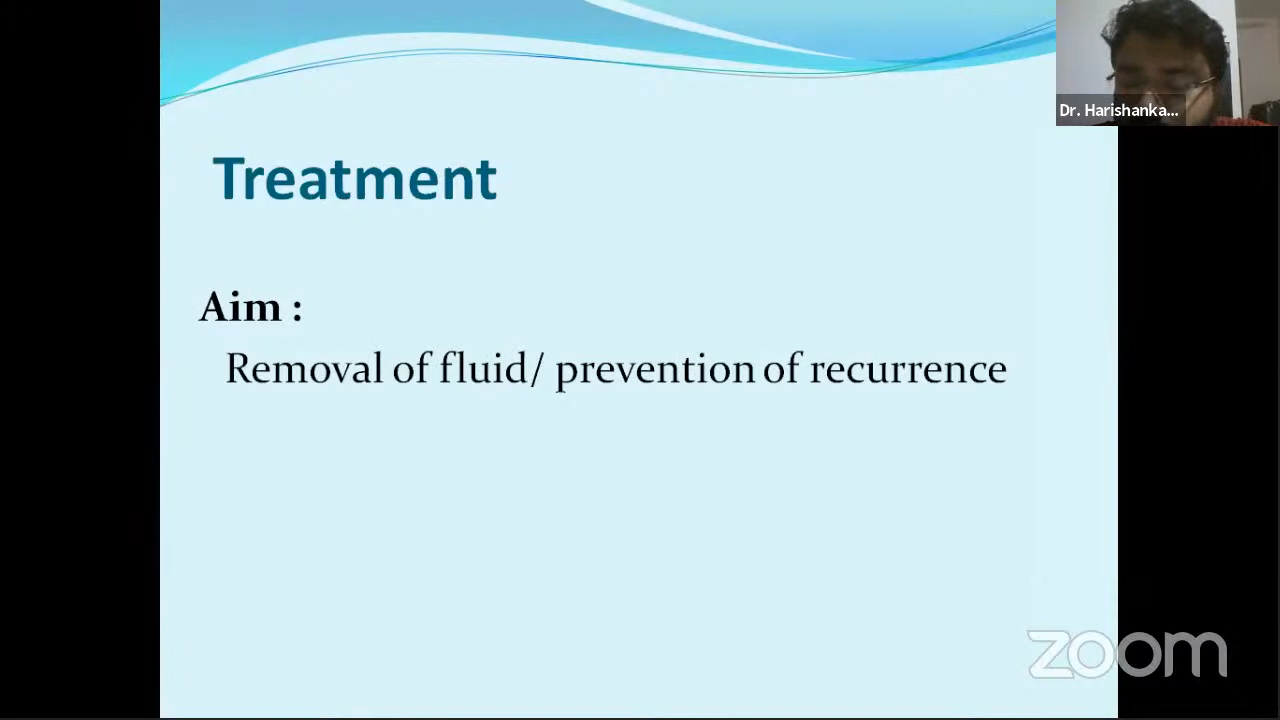 Dr. Harishanka...
Treatment
Aim :
Removal of fluid/ prevention of recurrence
zoom